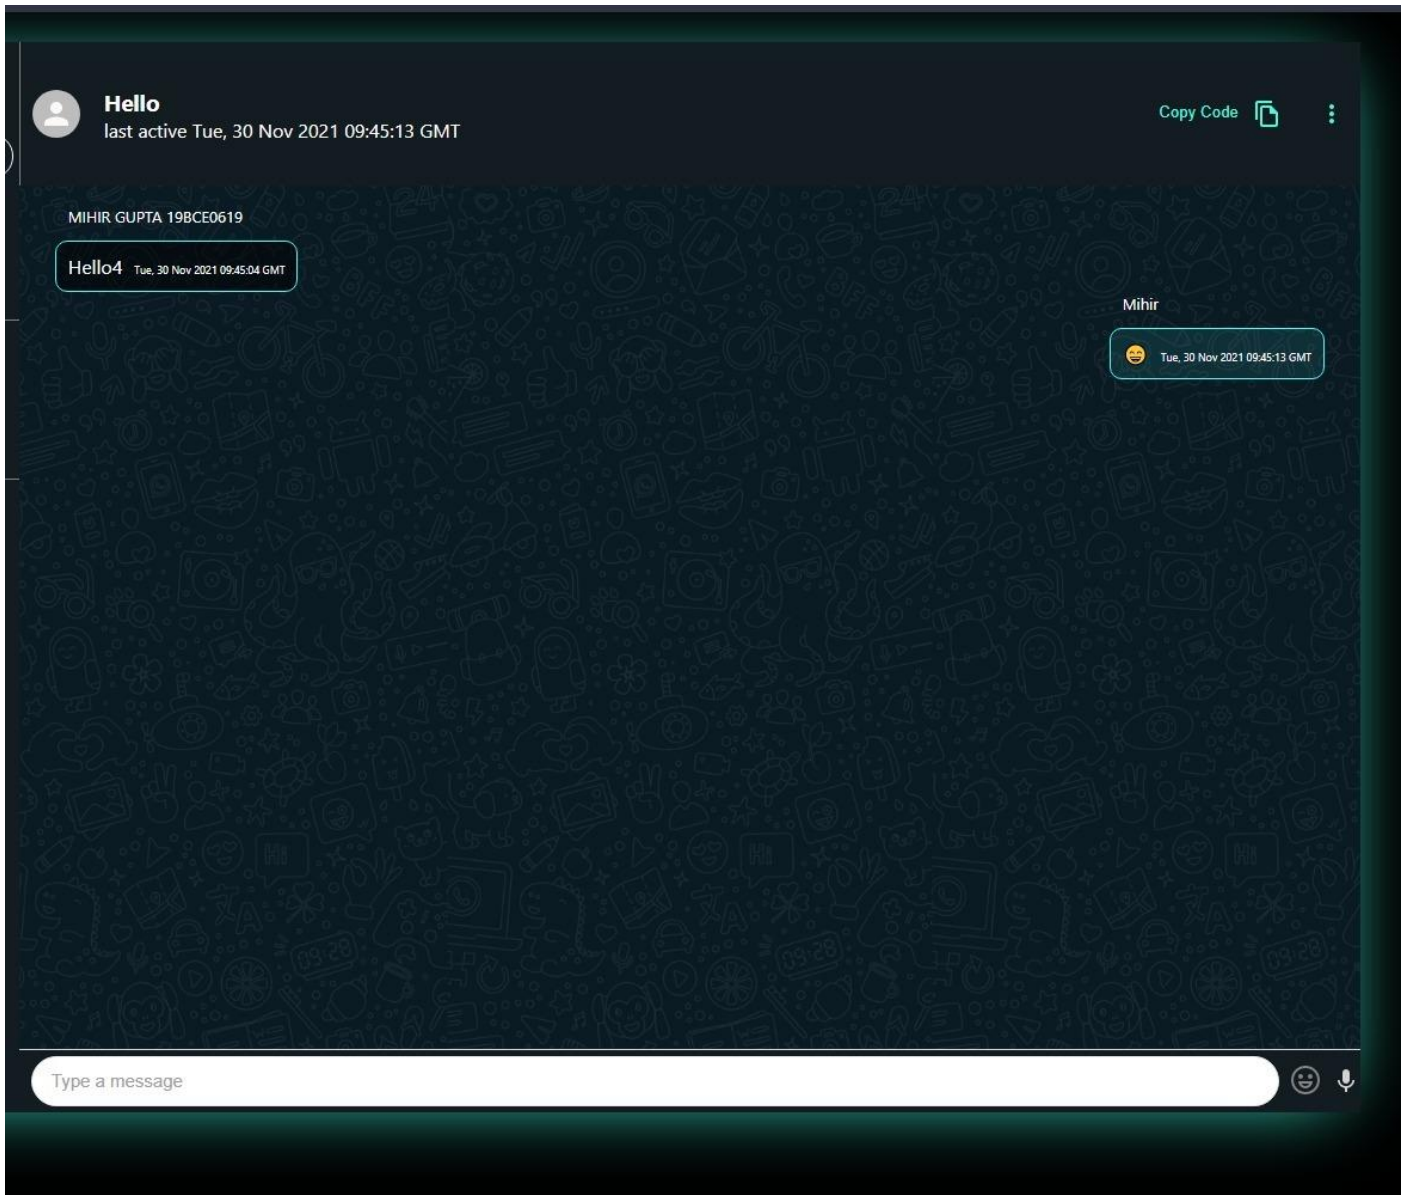 Hello
last active Tue, 30 Nov 2021 09:45:13 GMT
Copy Code
MIHIR GUPTA 19BCE0619
Hello4 Tue, 30 Nov 2021 09:45:04 GMT
Mihir
😄 Tue, 30 Nov 2021 09:45:13 GMT
Type a message